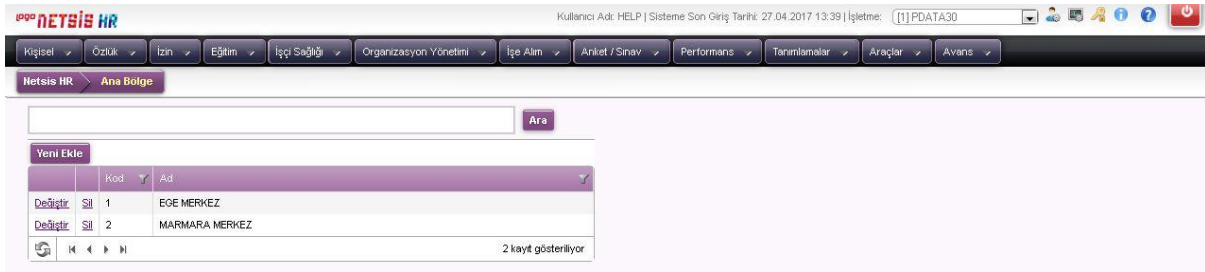 logo NETSİS HR
Kullanıcı Adı: HELP | Sisteme Son Giriş Tarihi: 27.04.2017 13:39 | İşletme: [1] PDATA30
Kişisel Özlük İzin Eğitim İşçi Sağlığı Organizasyon Yönetimi İşe Alım Anket / Sınav Performans Tanımlamalar Araçlar Avans
Netsis HR Ana Bölge
Ara
Yeni Ekle
Kod Ad
Değiştir Sil 1 EGE MERKEZ
Değiştir Sil 2 MARMARA MERKEZ
2 kayıt gösteriliyor